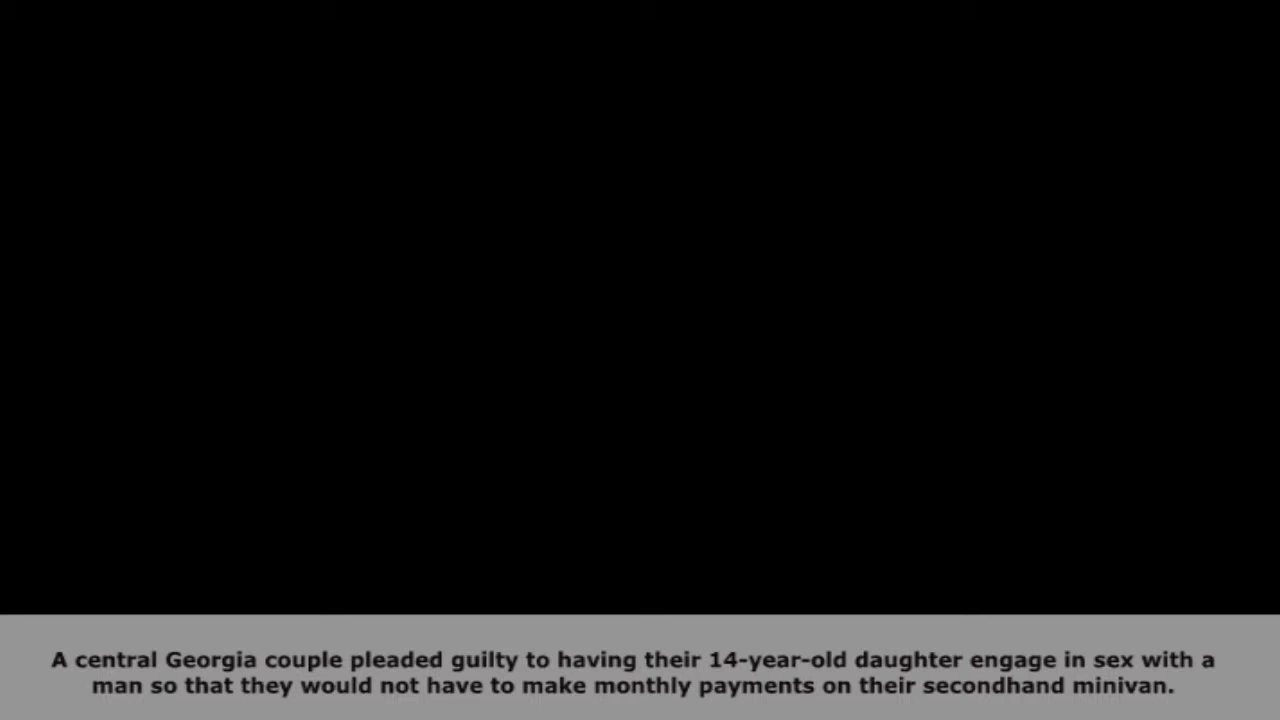 A central Georgia couple pleaded guilty to having their 14-year-old daughter engage in sex with a
man so that they would not have to make monthly payments on their secondhand minivan.